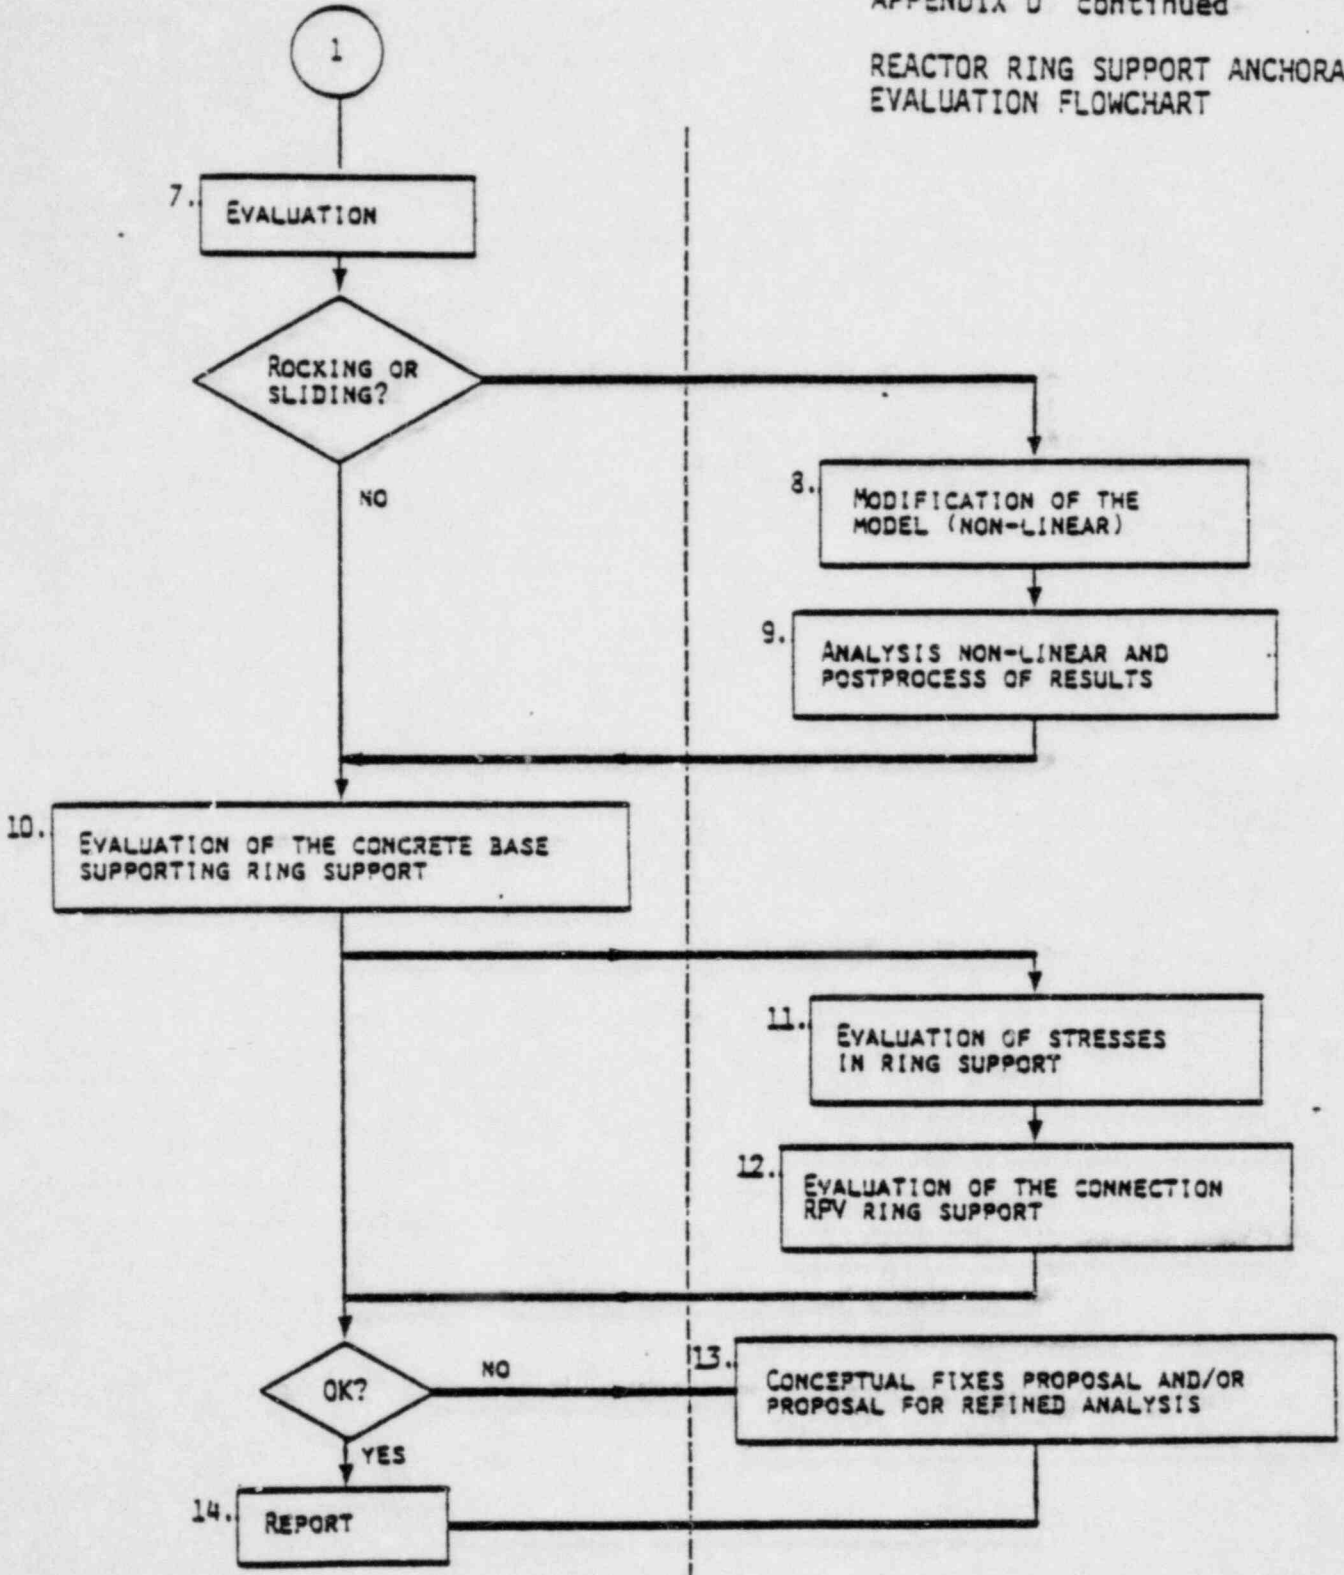 APPENDIX D continued
REACTOR RING SUPPORT ANCHORA
EVALUATION FLOWCHART
1
7.
EVALUATION
ROCKING OR
SLIDING?
NO
8.
MODIFICATION OF THE
MODEL (NON-LINEAR)
9.
ANALYSIS NON-LINEAR AND
POSTPROCESS OF RESULTS
10.
EVALUATION OF THE CONCRETE BASE
SUPPORTING RING SUPPORT
11.
EVALUATION OF STRESSES
IN RING SUPPORT
12.
EVALUATION OF THE CONNECTION
RPV RING SUPPORT
OK?
NO
13.
CONCEPTUAL FIXES PROPOSAL AND/OR
PROPOSAL FOR REFINED ANALYSIS
YES
14.
REPORT